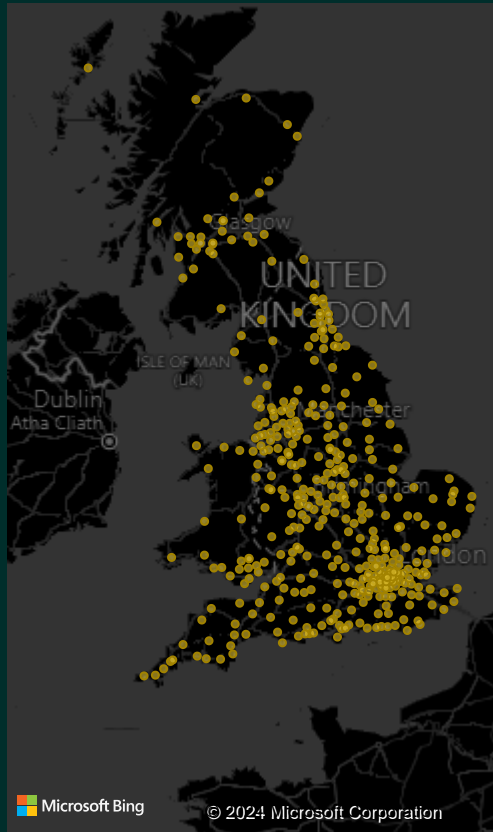 Glasgow
UNITED
KINGDOM
ISLE OF MAN
(UK)
Dublin
Atha Cliath
Manchester
Birmingham
London
Microsoft Bing
© 2024 Microsoft Corporation